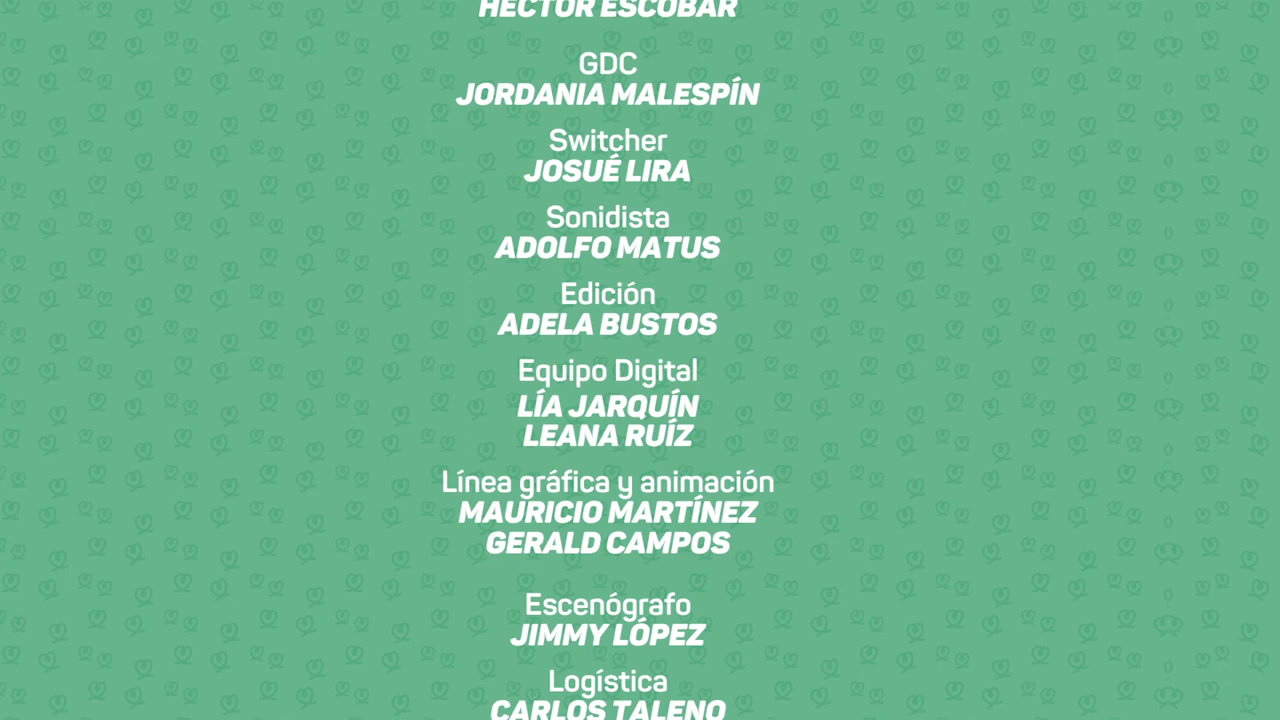 HÉCTOR ESCOBAR
GDC
JORDANIA MALESPÍN
Switcher
JOSUÉ LIRA
Sonidista
ADOLFO MATUS
Edición
ADELA BUSTOS
Equipo Digital
LÍA JARQUÍN
LEANA RUÍZ
Línea gráfica y animación
MAURICIO MARTÍNEZ
GERALD CAMPOS
Escenógrafo
JIMMY LÓPEZ
Logística
CARLOS TALENO